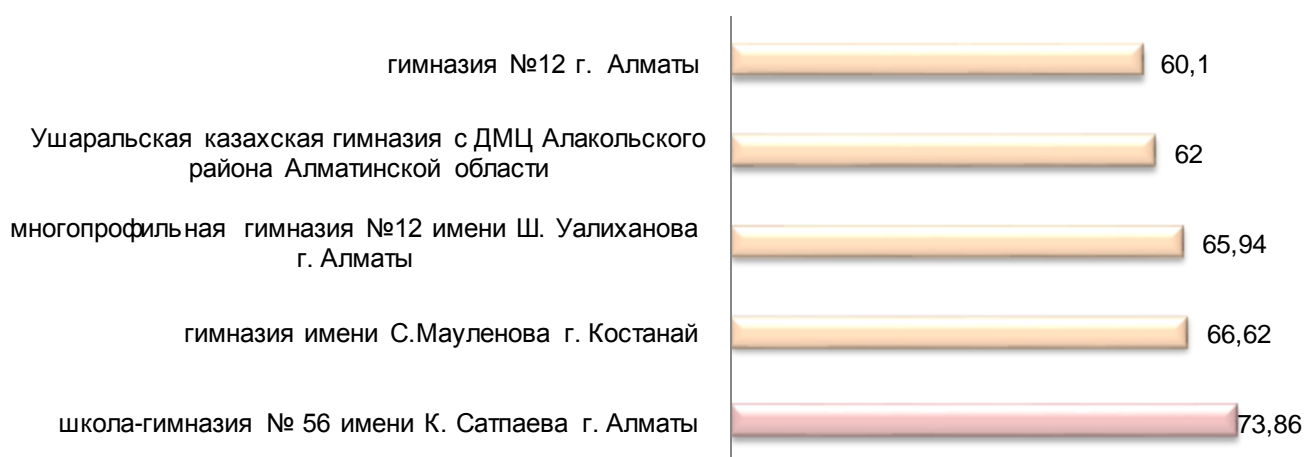 гимназия №12 г. Алматы
60,1
Ушаральская казахская гимназия с ДМЦ Алакольского
района Алматинской области
62
многопрофильная гимназия №12 имени Ш. Уалиханова
г. Алматы
65,94
гимназия имени С.Мауленова г. Костанай
66,62
школа-гимназия № 56 имени К. Сатпаева г. Алматы
73,86